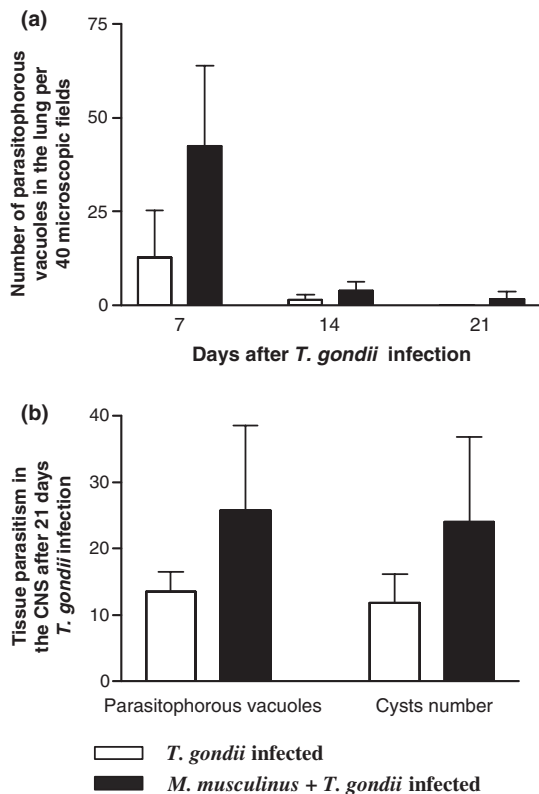 (a)
Number of parasitophorous
vacuoles in the lung per
40 microscopic fields
75
50
25
0
7
14
21
Days after T. gondii infection
(b)
Tissue parasitism in
the CNS after 21 days
T. gondii infection
40
30
20
10
0
Parasitophorous vacuoles
Cysts number
T. gondii infected
M. musculinus + T. gondii infected